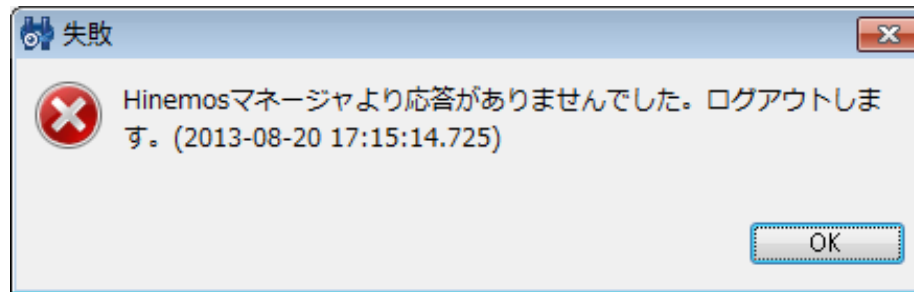 失敗
Hinemosマネージャより応答がありませんでした。ログアウトしま
す。(2013-08-20 17:15:14.725)
OK